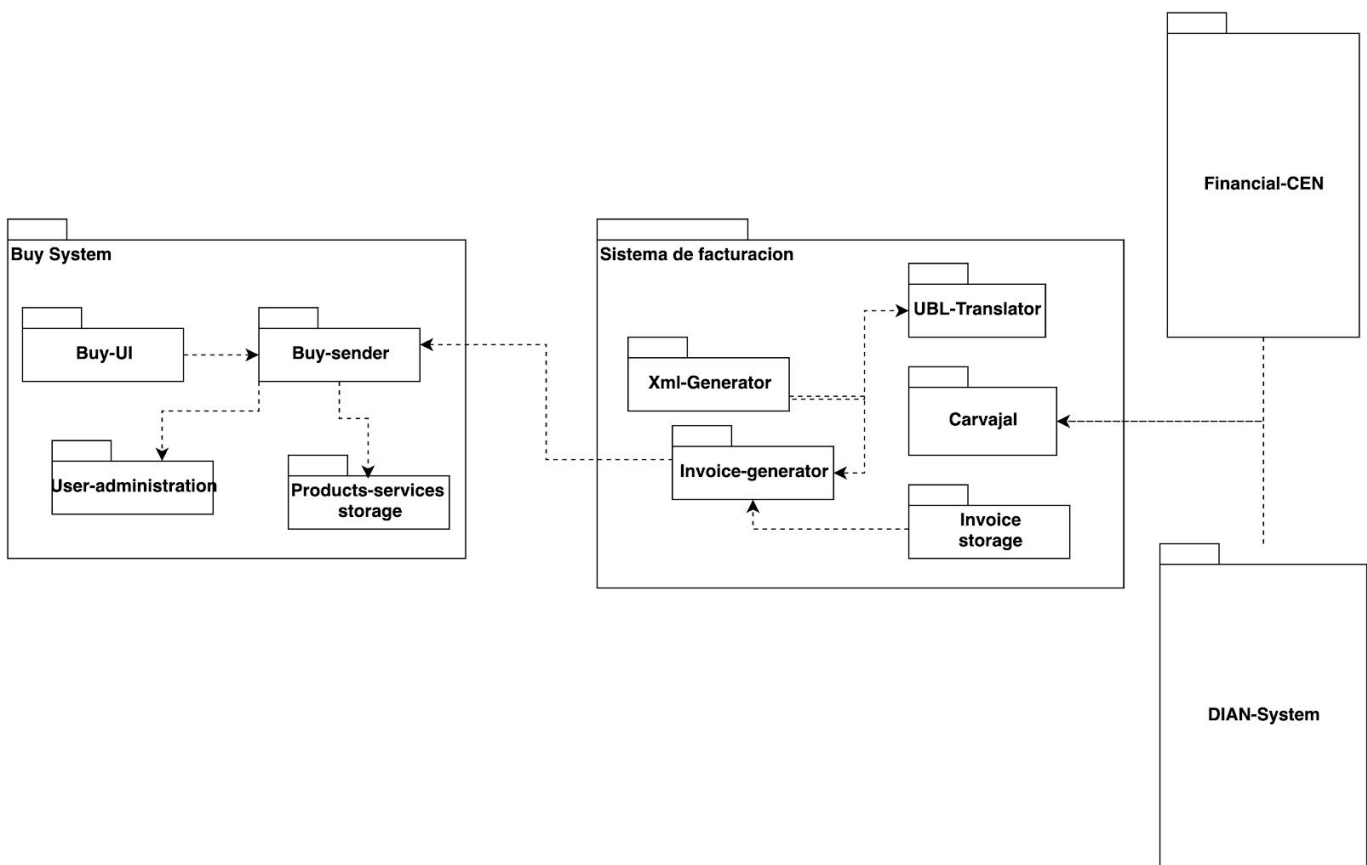 Financial-CEN
Buy System
Buy-UI
Buy-sender
User-administration
Products-services
storage
Sistema de facturacion
UBL-Translator
Xml-Generator
Carvajal
Invoice-generator
Invoice
storage
DIAN-System